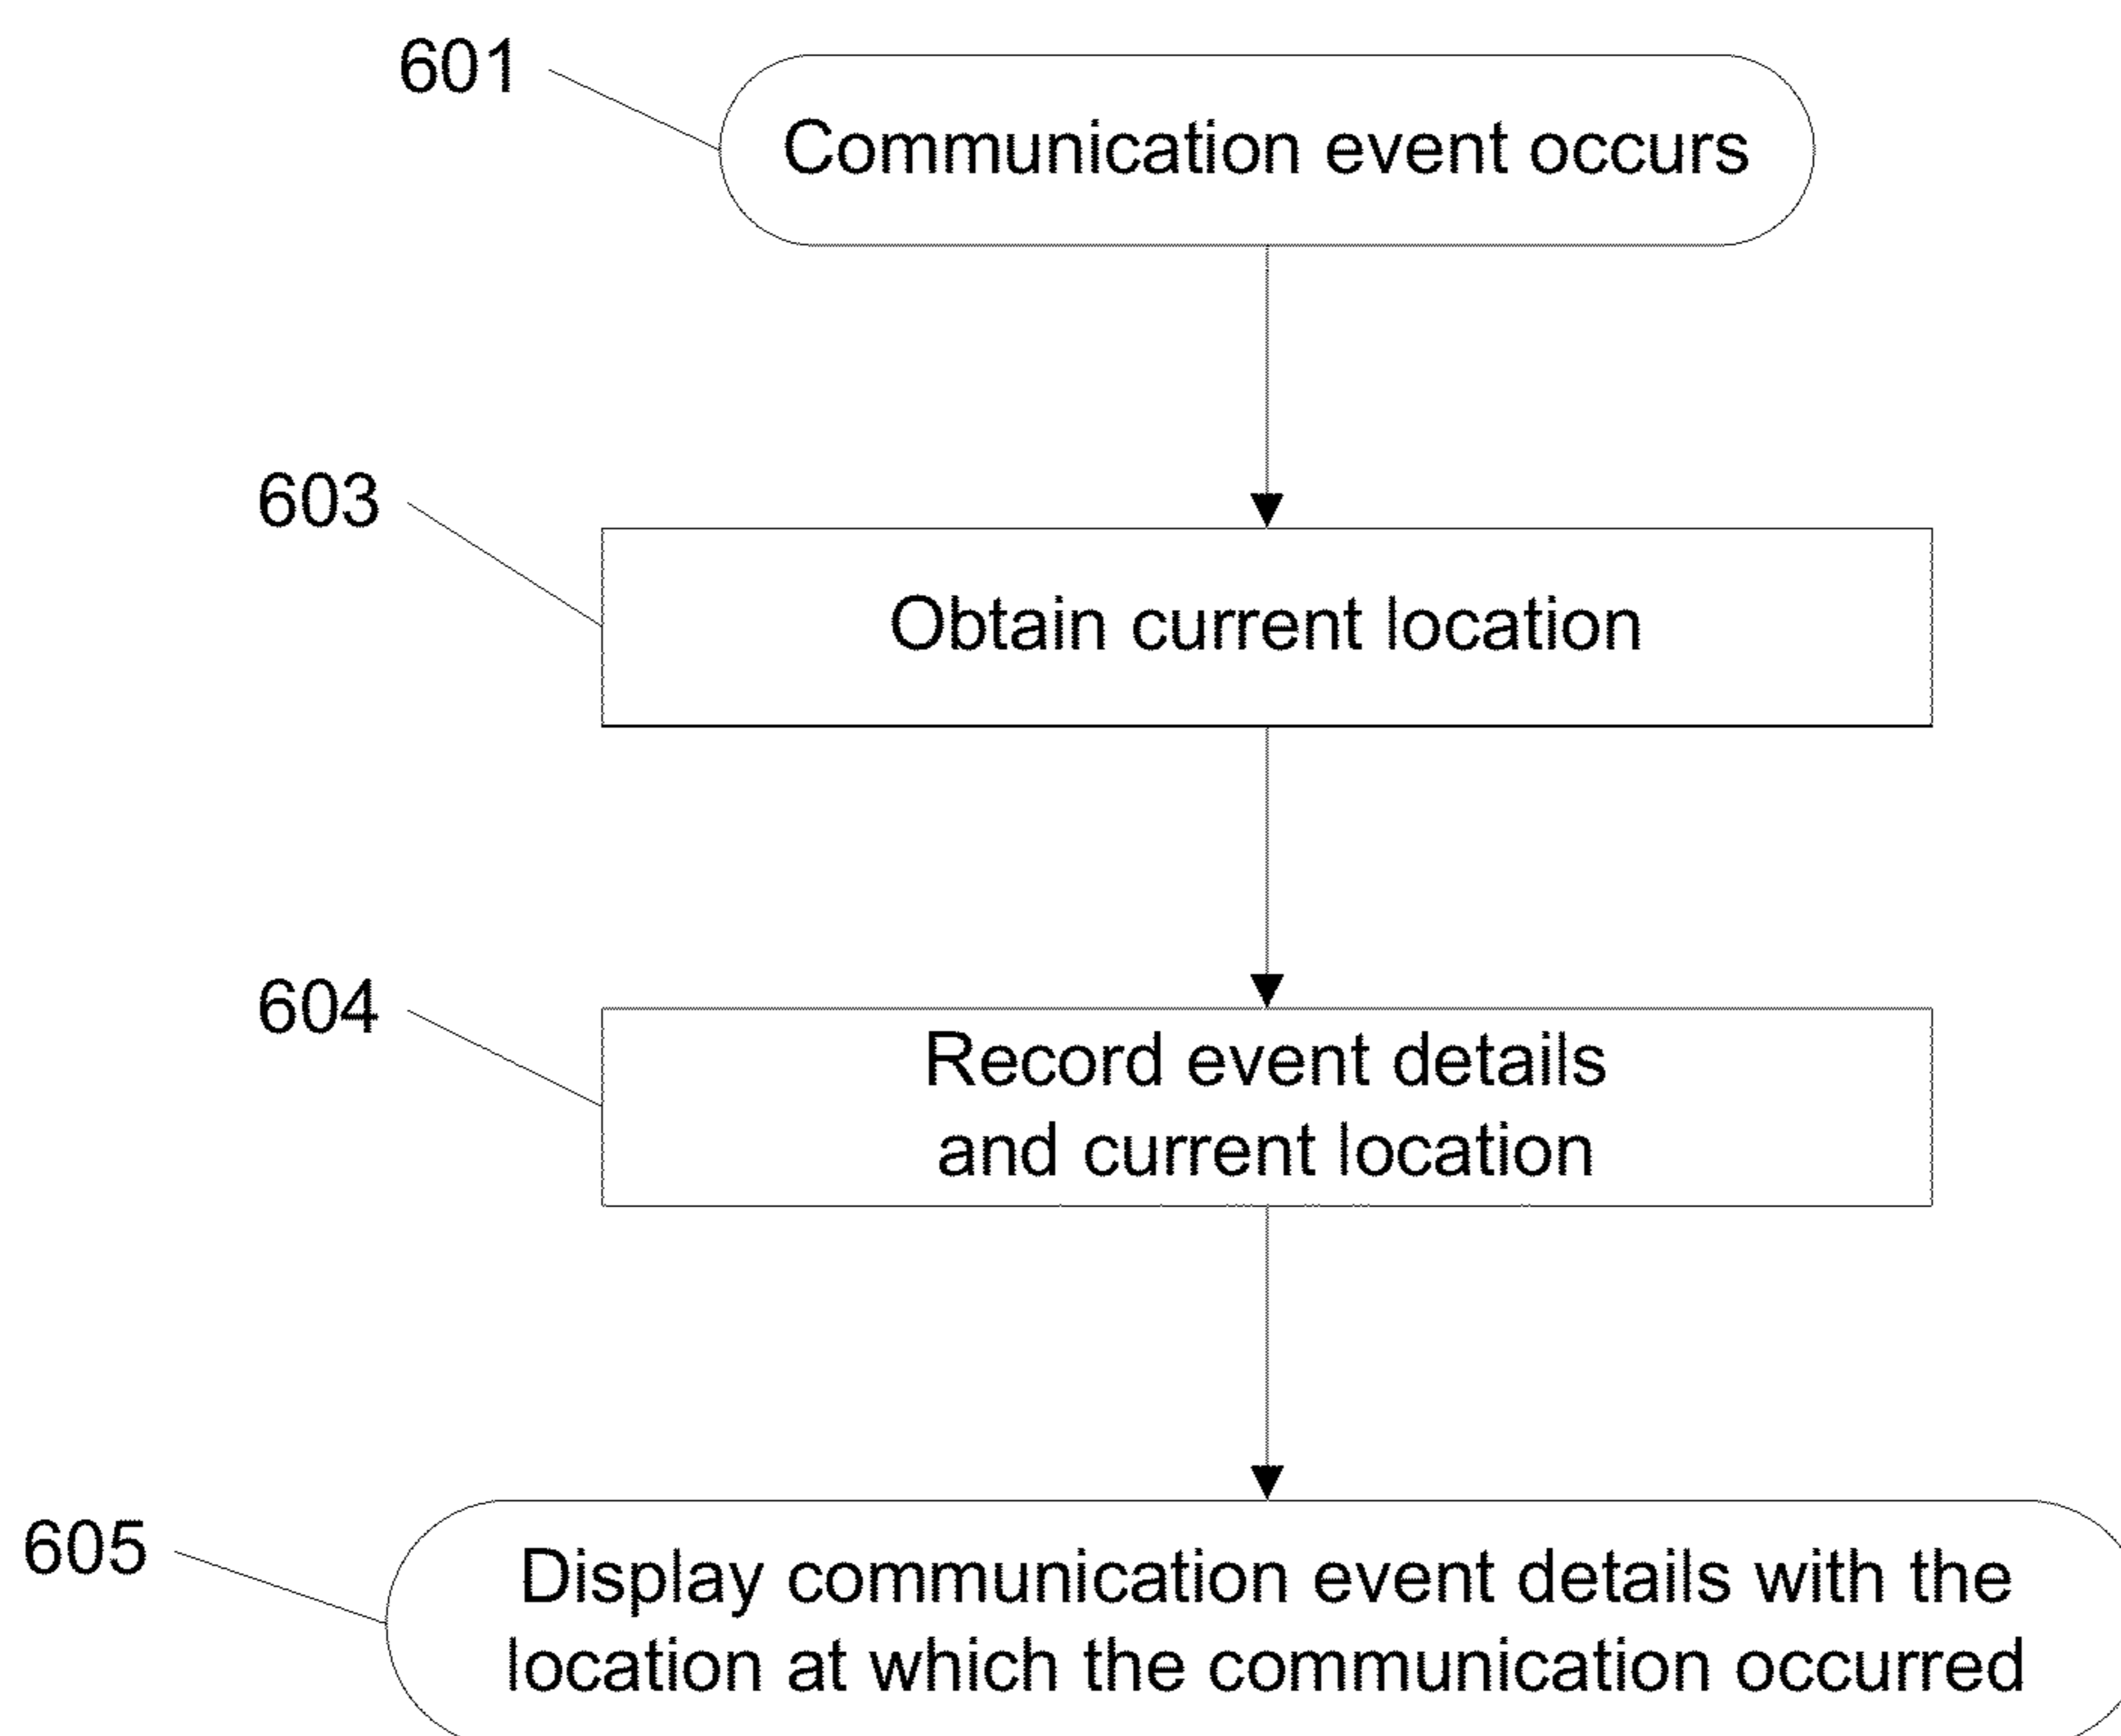 601
Communication event occurs
603
Obtain current location
604
Record event details
and current location
605
Display communication event details with the
location at which the communication occurred